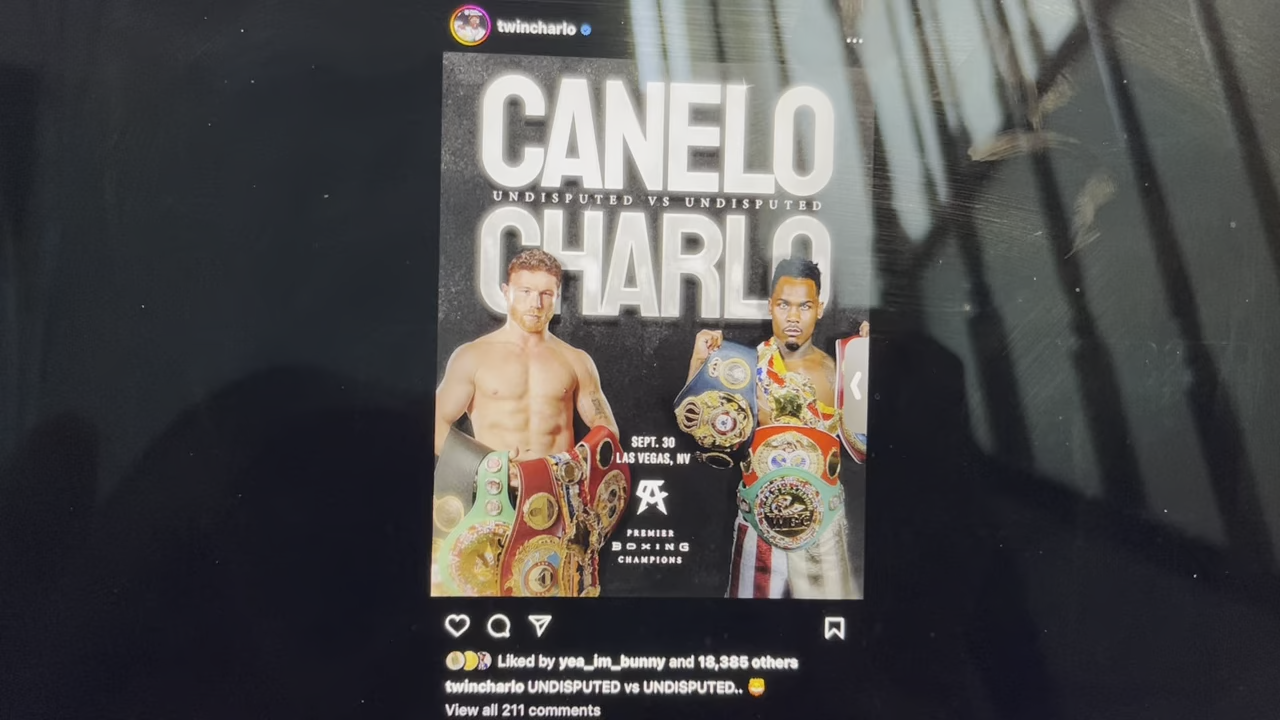 twincharlo
CANELO
UNDISPUTED VS UNDISPUTED
CHARLO
SEPT. 30
LAS VEGAS, NV
PREMIER
BOXING
CHAMPIONS
WBC
Liked by yea_im_bunny and 18,385 others
twincharlo UNDISPUTED vs UNDISPUTED..
View all 211 comments